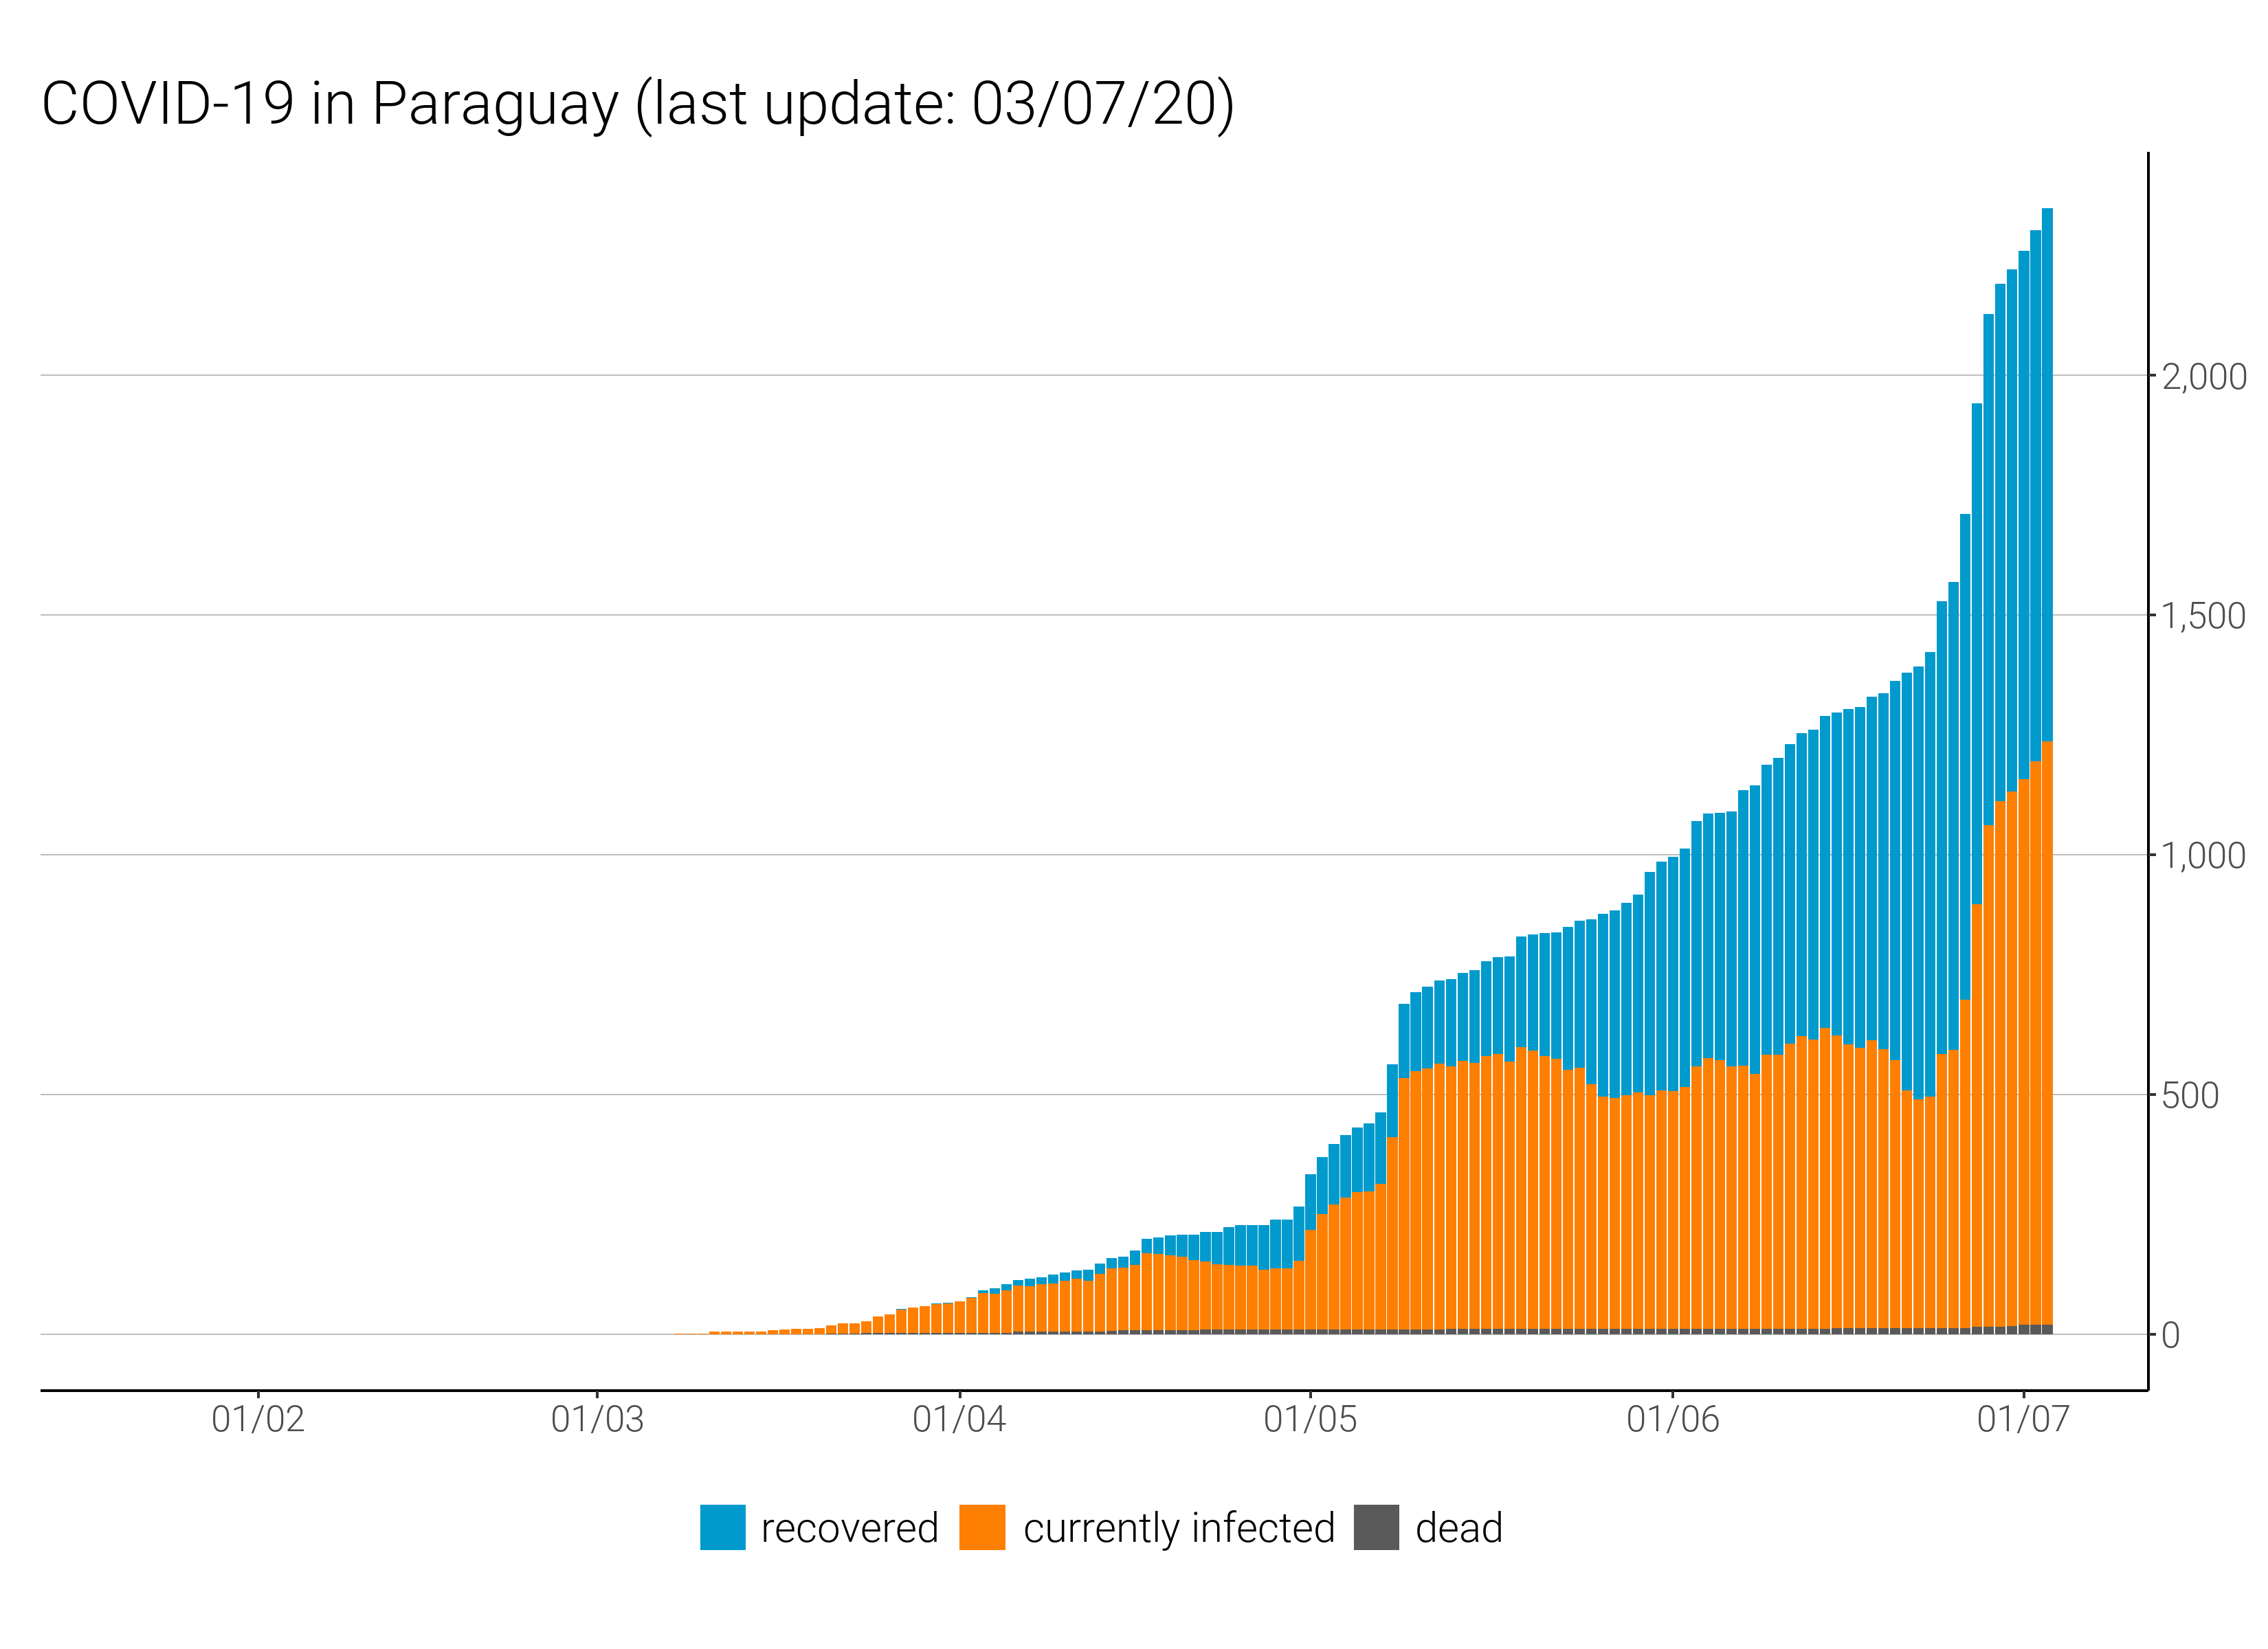 COVID-19 in Paraguay (last update: 03/07/20)
2,000
1,500
1,000
500
0
01/02 01/03 01/04 01/05 01/06 01/07
recovered currently infected dead